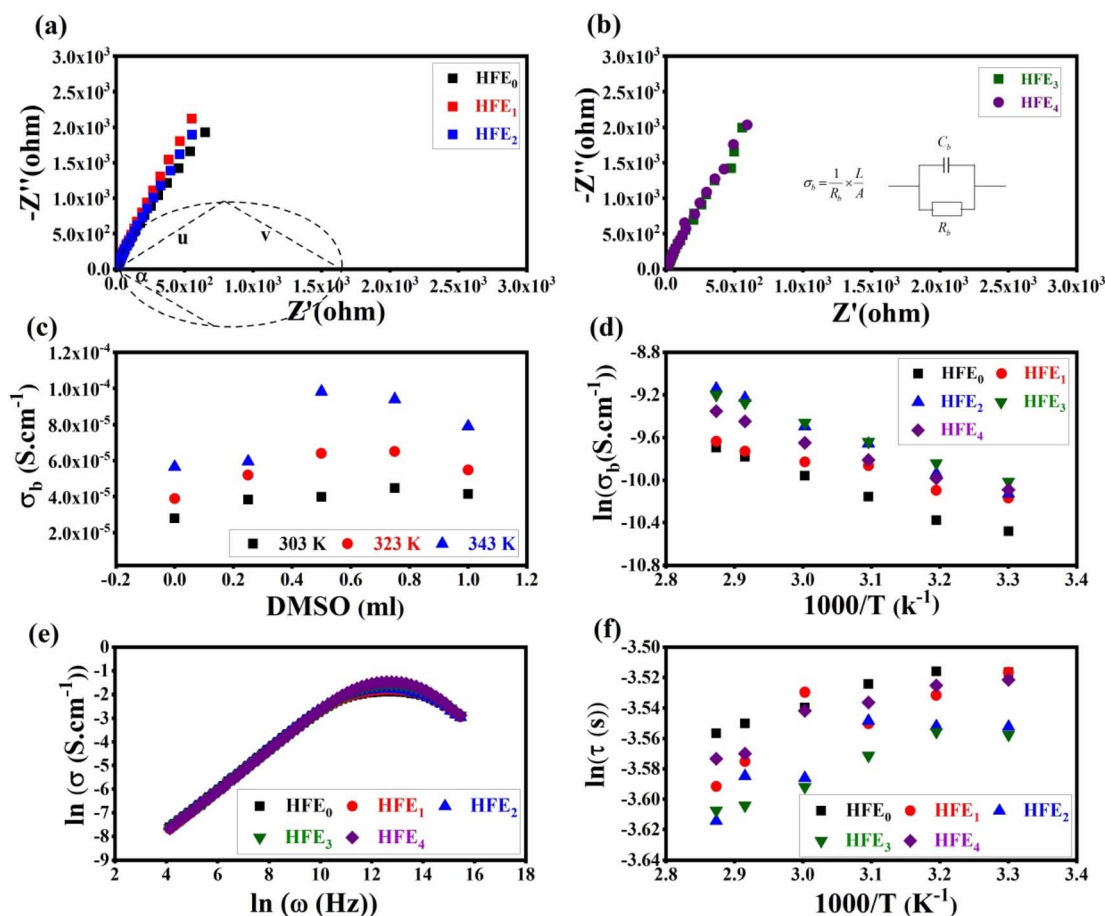 (a)
-Z''(ohm)
3.0x10³
2.5x10³
2.0x10³
1.5x10³
1.0x10³
5.0x10²
0.0
HFE₀
HFE₁
HFE₂
u
v
α
0.0 5.0x10² 1.0x10³ 1.5x10³ 2.0x10³ 2.5x10³ 3.0x10³
Z'(ohm)
(b)
-Z''(ohm)
3.0x10³
2.5x10³
2.0x10³
1.5x10³
1.0x10³
5.0x10²
0.0
HFE₃
HFE₄
σ_b = 1/R_b × L/A
C_b
R_b
0.0 5.0x10² 1.0x10³ 1.5x10³ 2.0x10³ 2.5x10³ 3.0x10³
Z'(ohm)
(c)
σ_b (S.cm⁻¹)
1.2x10⁻⁴
1.0x10⁻⁴
8.0x10⁻⁵
6.0x10⁻⁵
4.0x10⁻⁵
2.0x10⁻⁵
303 K 323 K 343 K
-0.2 0.0 0.2 0.4 0.6 0.8 1.0 1.2
DMSO (ml)
(d)
ln(σ_b(S.cm⁻¹))
-8.8
-9.2
-9.6
-10.0
-10.4
-10.8
HFE₀ HFE₁
HFE₂ HFE₃
HFE₄
2.8 2.9 3.0 3.1 3.2 3.3 3.4
1000/T (k⁻¹)
(e)
ln (σ (S.cm⁻¹)
0
-1
-2
-3
-4
-5
-6
-7
-8
-9
HFE₀ HFE₁ HFE₂
HFE₃ HFE₄
2 4 6 8 10 12 14 16 18
ln (ω (Hz))
(f)
ln(τ (s))
-3.50
-3.52
-3.54
-3.56
-3.58
-3.60
-3.62
-3.64
HFE₀ HFE₁ HFE₂
HFE₃ HFE₄
2.8 2.9 3.0 3.1 3.2 3.3 3.4
1000/T (K⁻¹)